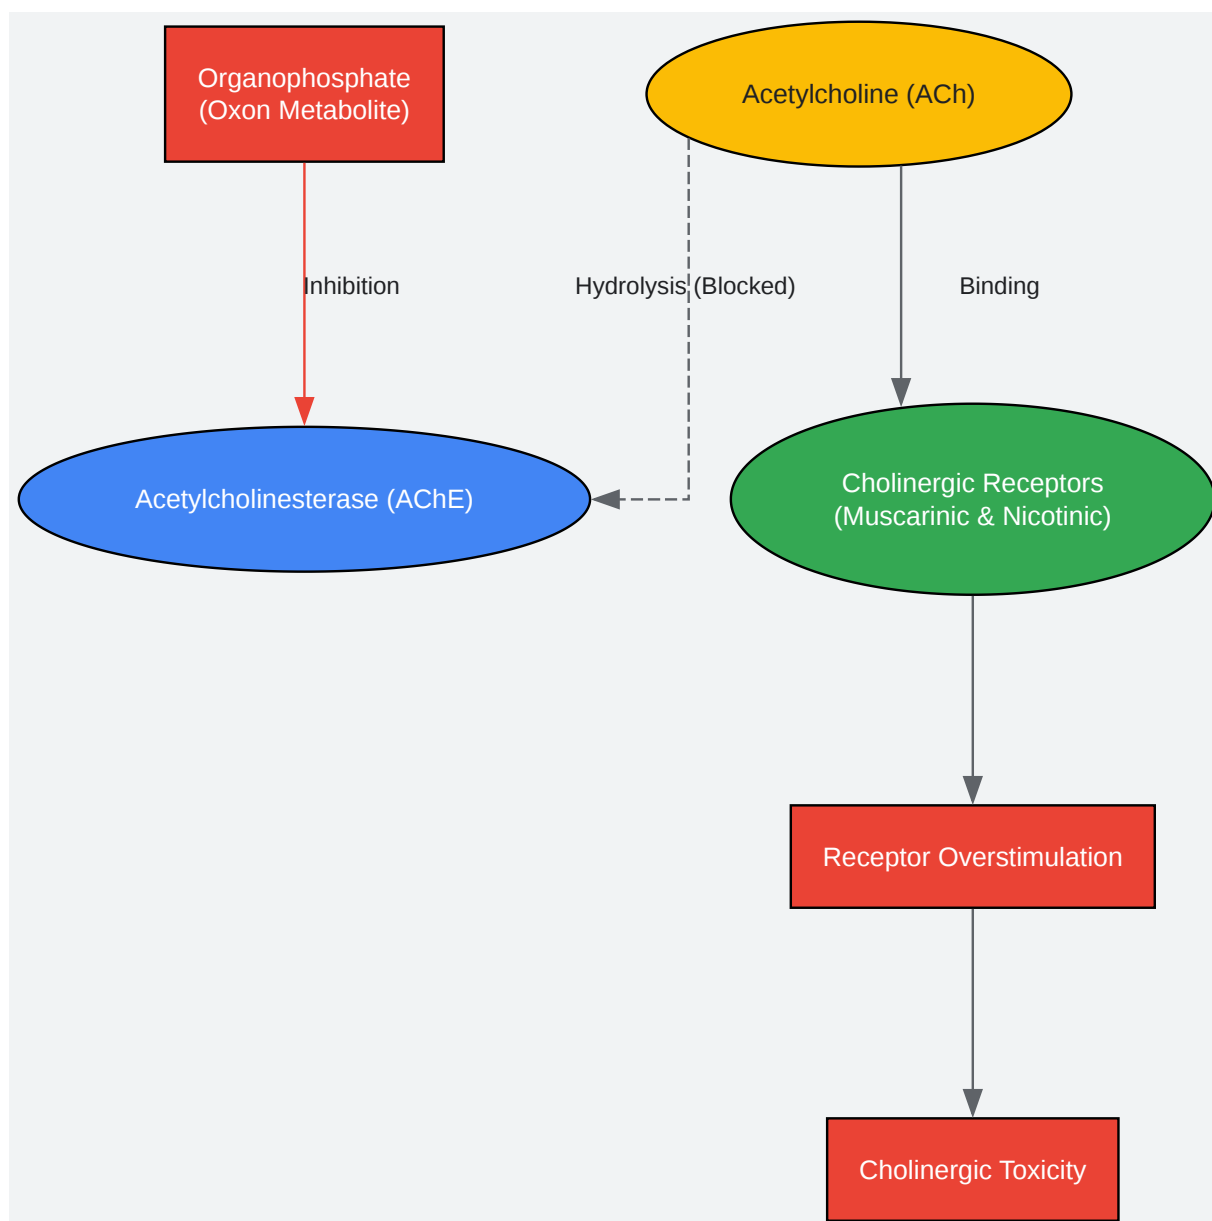 Organophosphate
(Oxon Metabolite)
Acetylcholine (ACh)
Inhibition
Hydrolysis (Blocked)
Binding
Acetylcholinesterase (AChE)
Cholinergic Receptors
(Muscarinic & Nicotinic)
Receptor Overstimulation
Cholinergic Toxicity